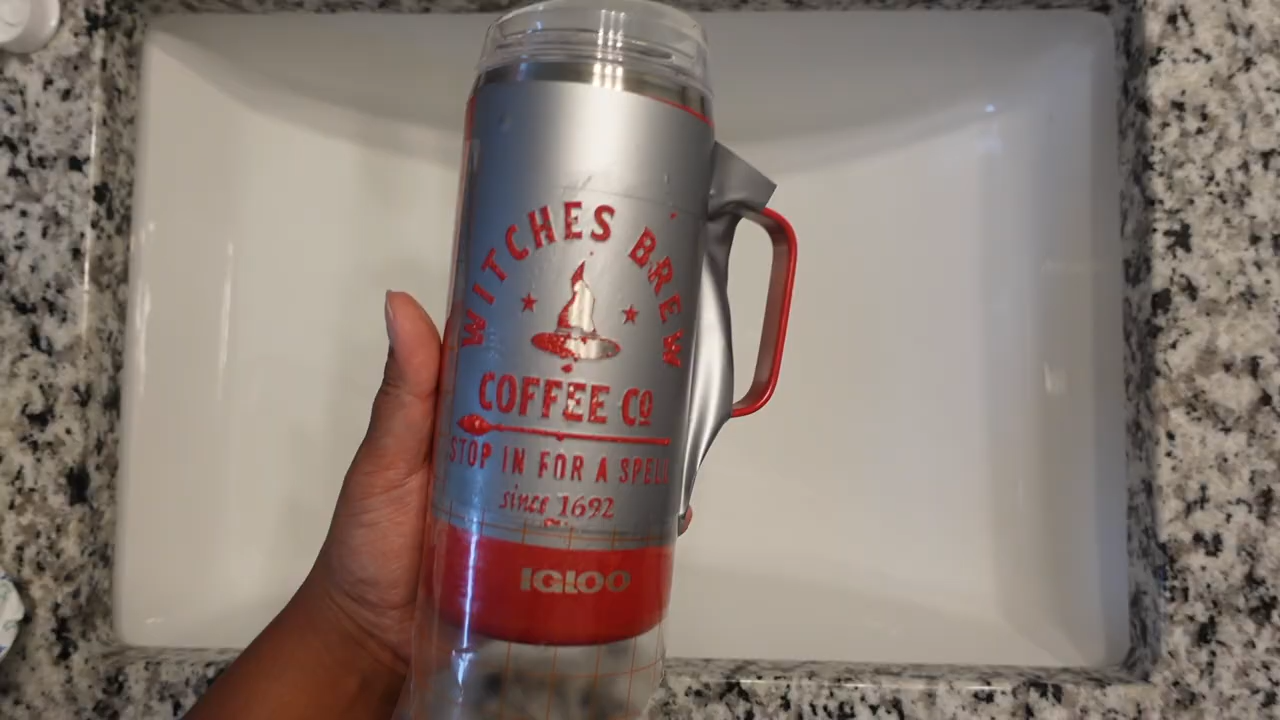 WITCHES BREW
COFFEE CO
STOP IN FOR A SPELL
since 1692
IGLOO